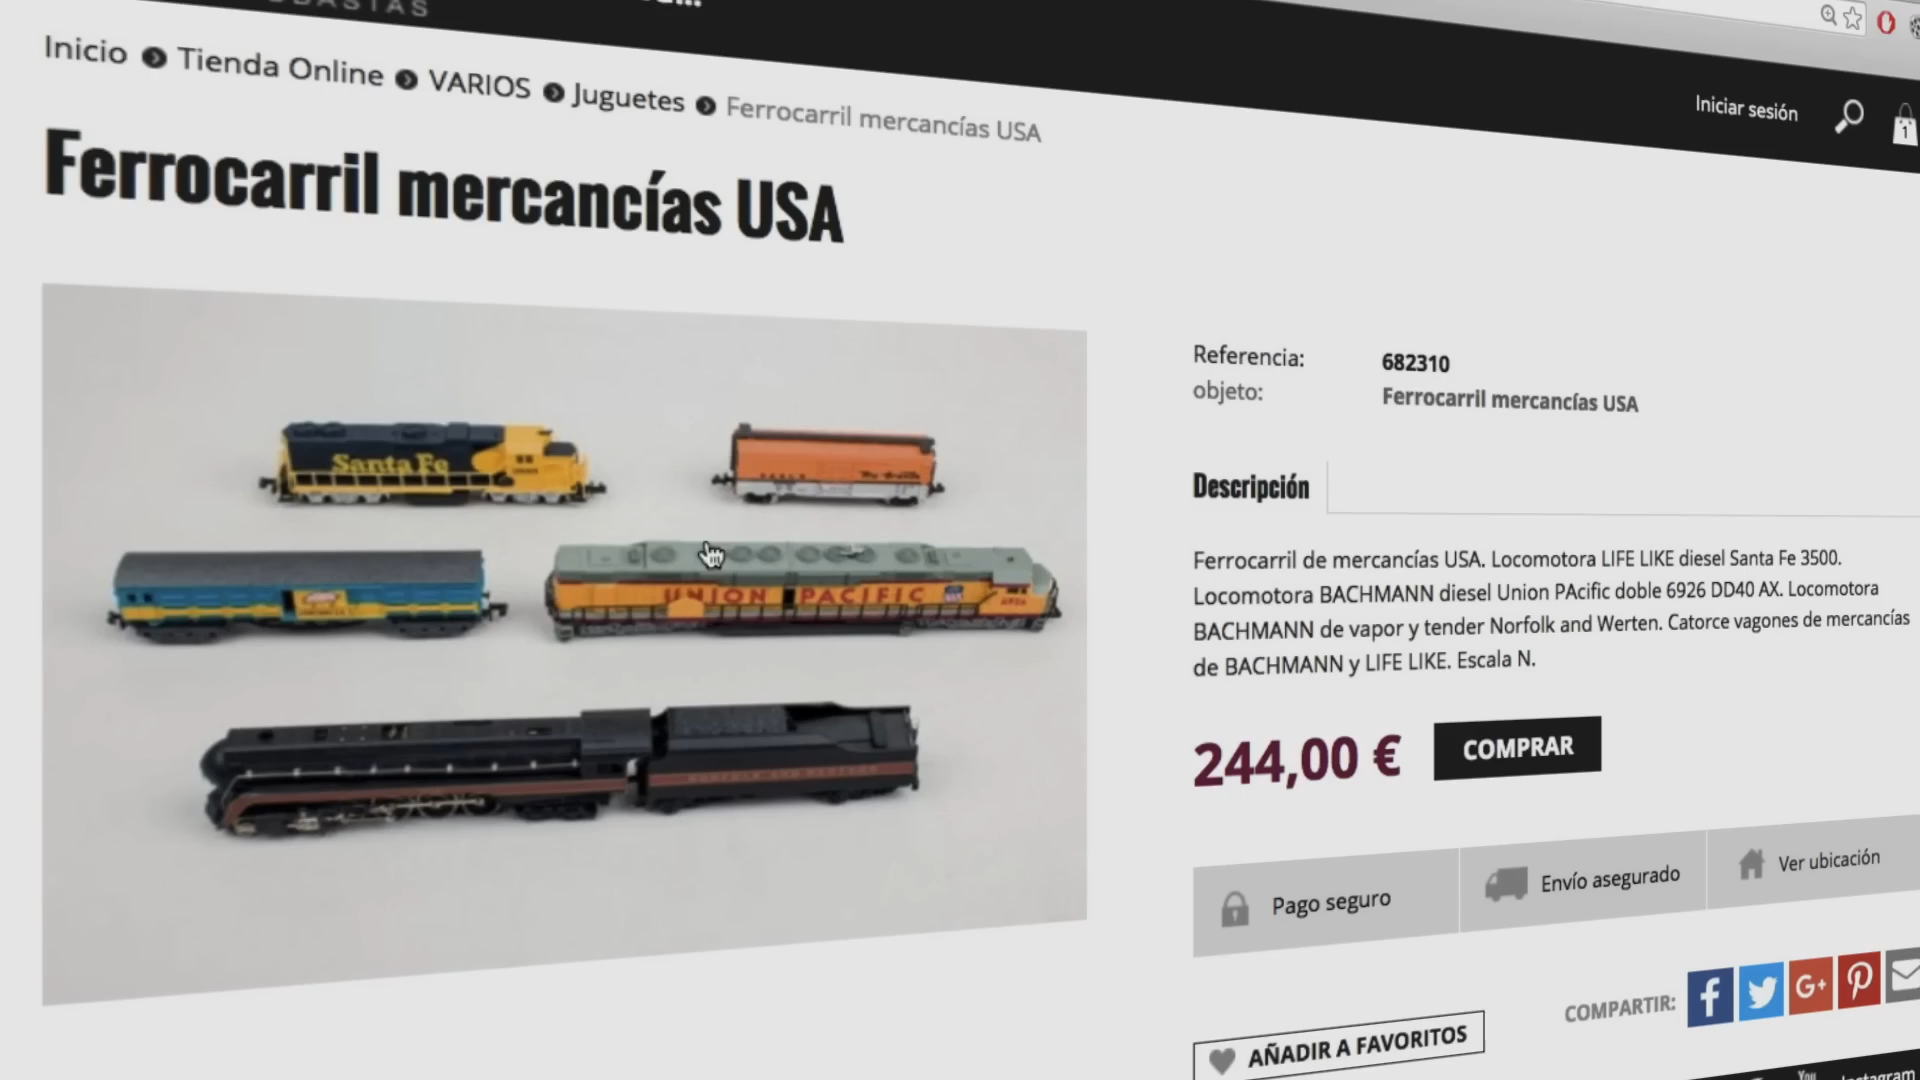 Inicio Tienda Online VARIOS Juguetes Ferrocarril mercancías USA
Iniciar sesión
1
Ferrocarril mercancías USA
Referencia: 682310
objeto: Ferrocarril mercancías USA
Descripción
Ferrocarril de mercancías USA. Locomotora LIFE LIKE diesel Santa Fe 3500.
Locomotora BACHMANN diesel Union PAcific doble 6926 DD40 AX. Locomotora
BACHMANN de vapor y tender Norfolk and Werten. Catorce vagones de mercancías
de BACHMANN y LIFE LIKE. Escala N.
Santa Fe
UNION PACIFIC
244,00 € COMPRAR
Pago seguro Envío asegurado Ver ubicación
COMPARTIR: f G+
AÑADIR A FAVORITOS
You